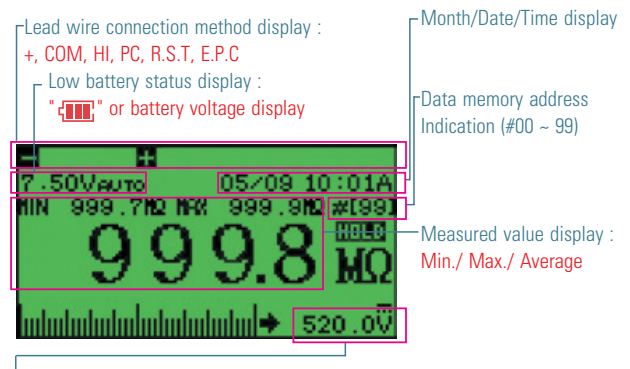 Lead wire connection method display :
+, COM, HI, PC, R.S.T, E.P.C
Month/Date/Time display
Low battery status display :
" " or battery voltage display
Data memory address
Indication (#00 ~ 99)
- +
7.50VAUTO 05/09 10:01A
MIN 999.7MΩ MAX 999.9MΩ #[99]
HOLD
999.8 MΩ
Measured value display :
Min./ Max./ Average
520.0V